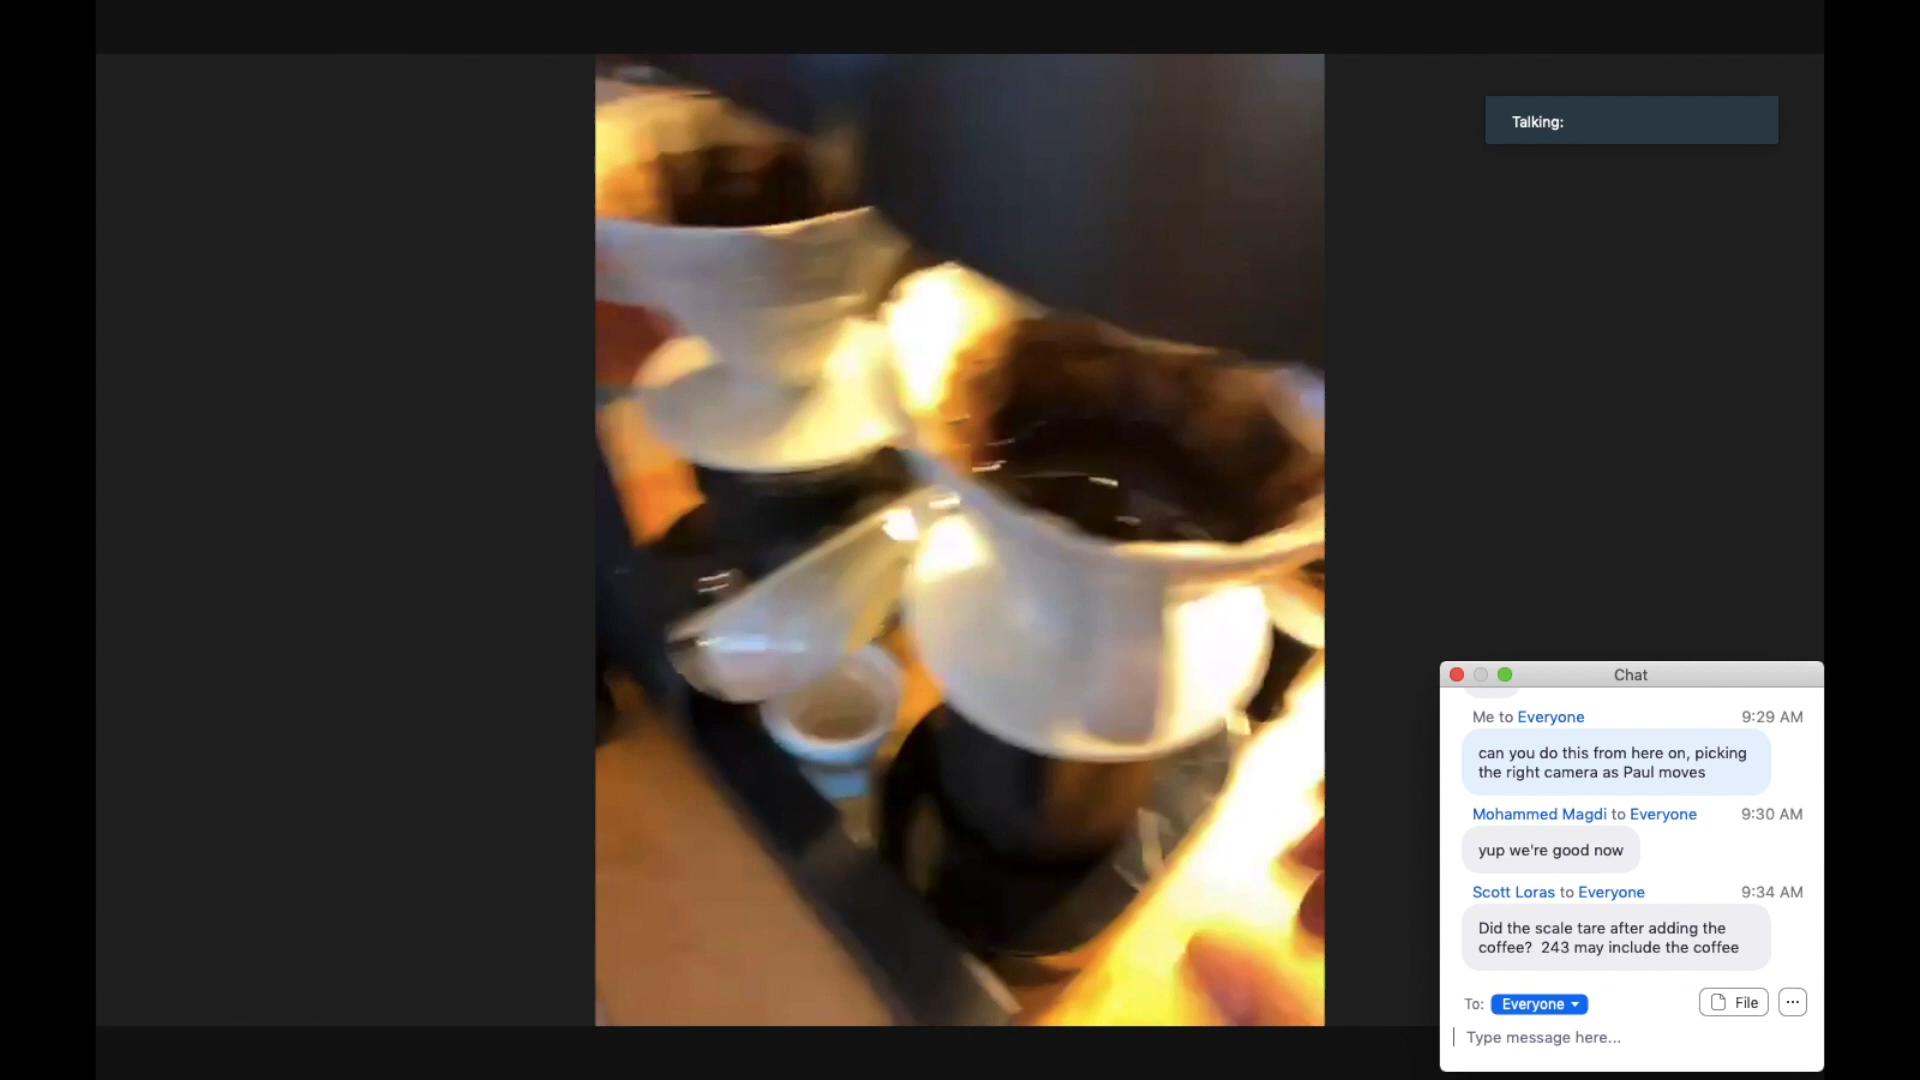 Talking:
Chat
Me to Everyone 9:29 AM
can you do this from here on, picking
the right camera as Paul moves
Mohammed Magdi to Everyone 9:30 AM
yup we're good now
Scott Loras to Everyone 9:34 AM
Did the scale tare after adding the
coffee?  243 may include the coffee
To: Everyone File ...
Type message here...